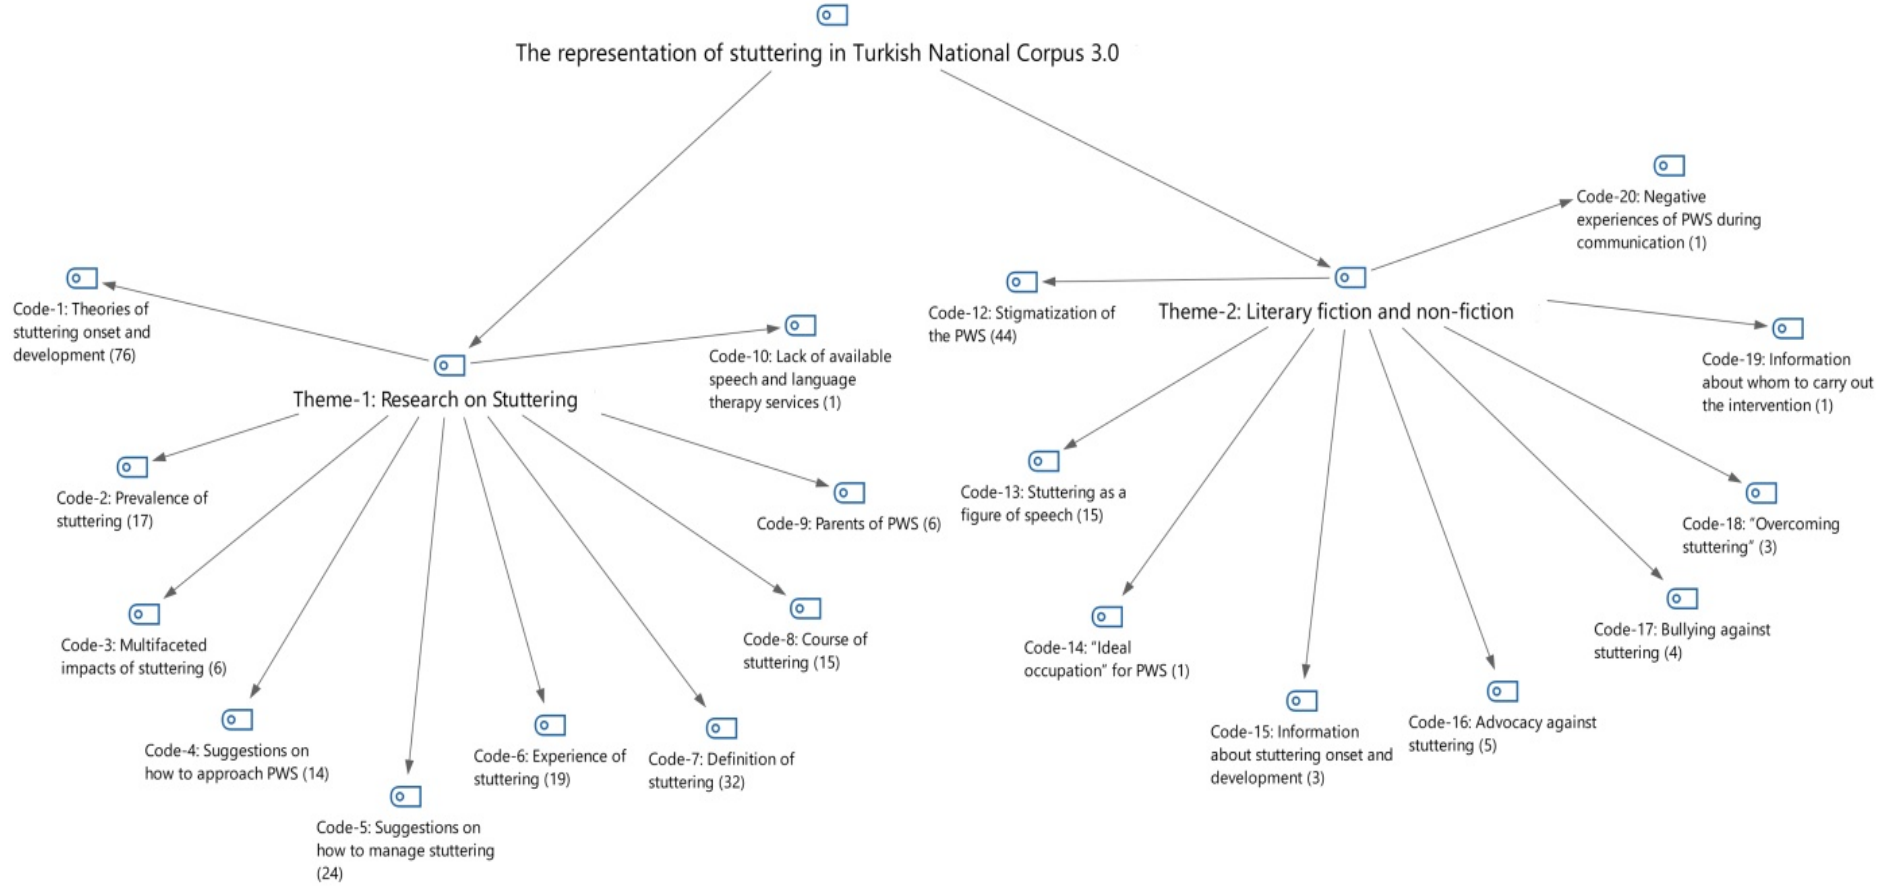 The representation of stuttering in Turkish National Corpus 3.0
Theme-1: Research on Stuttering
Code-1: Theories of
stuttering onset and
development (76)
Code-2: Prevalence of
stuttering (17)
Code-3: Multifaceted
impacts of stuttering (6)
Code-4: Suggestions on
how to approach PWS (14)
Code-5: Suggestions on
how to manage stuttering
(24)
Code-6: Experience of
stuttering (19)
Code-7: Definition of
stuttering (32)
Code-8: Course of
stuttering (15)
Code-9: Parents of PWS (6)
Code-10: Lack of available
speech and language
therapy services (1)
Theme-2: Literary fiction and non-fiction
Code-12: Stigmatization of
the PWS (44)
Code-13: Stuttering as a
figure of speech (15)
Code-14: "Ideal
occupation" for PWS (1)
Code-15: Information
about stuttering onset and
development (3)
Code-16: Advocacy against
stuttering (5)
Code-17: Bullying against
stuttering (4)
Code-18: "Overcoming
stuttering" (3)
Code-19: Information
about whom to carry out
the intervention (1)
Code-20: Negative
experiences of PWS during
communication (1)